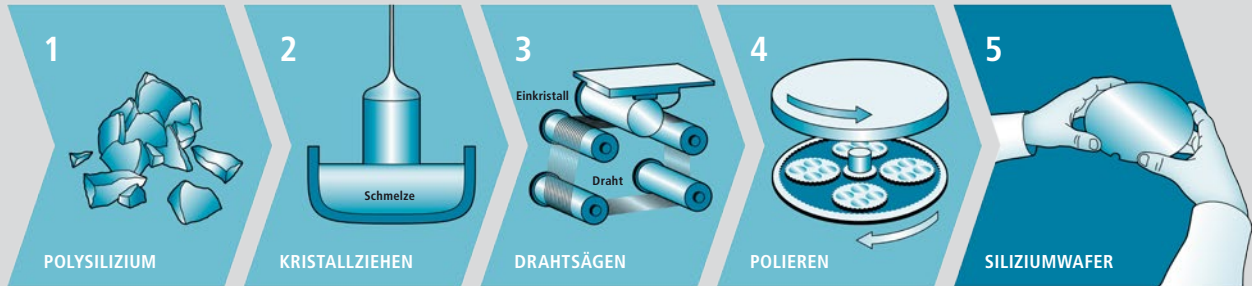 1
POLYSILIZIUM
2
Schmelze
KRISTALLZIEHEN
3
Einkristall
Draht
DRAHTSÄGEN
4
POLIEREN
5
SILIZIUMWAFER